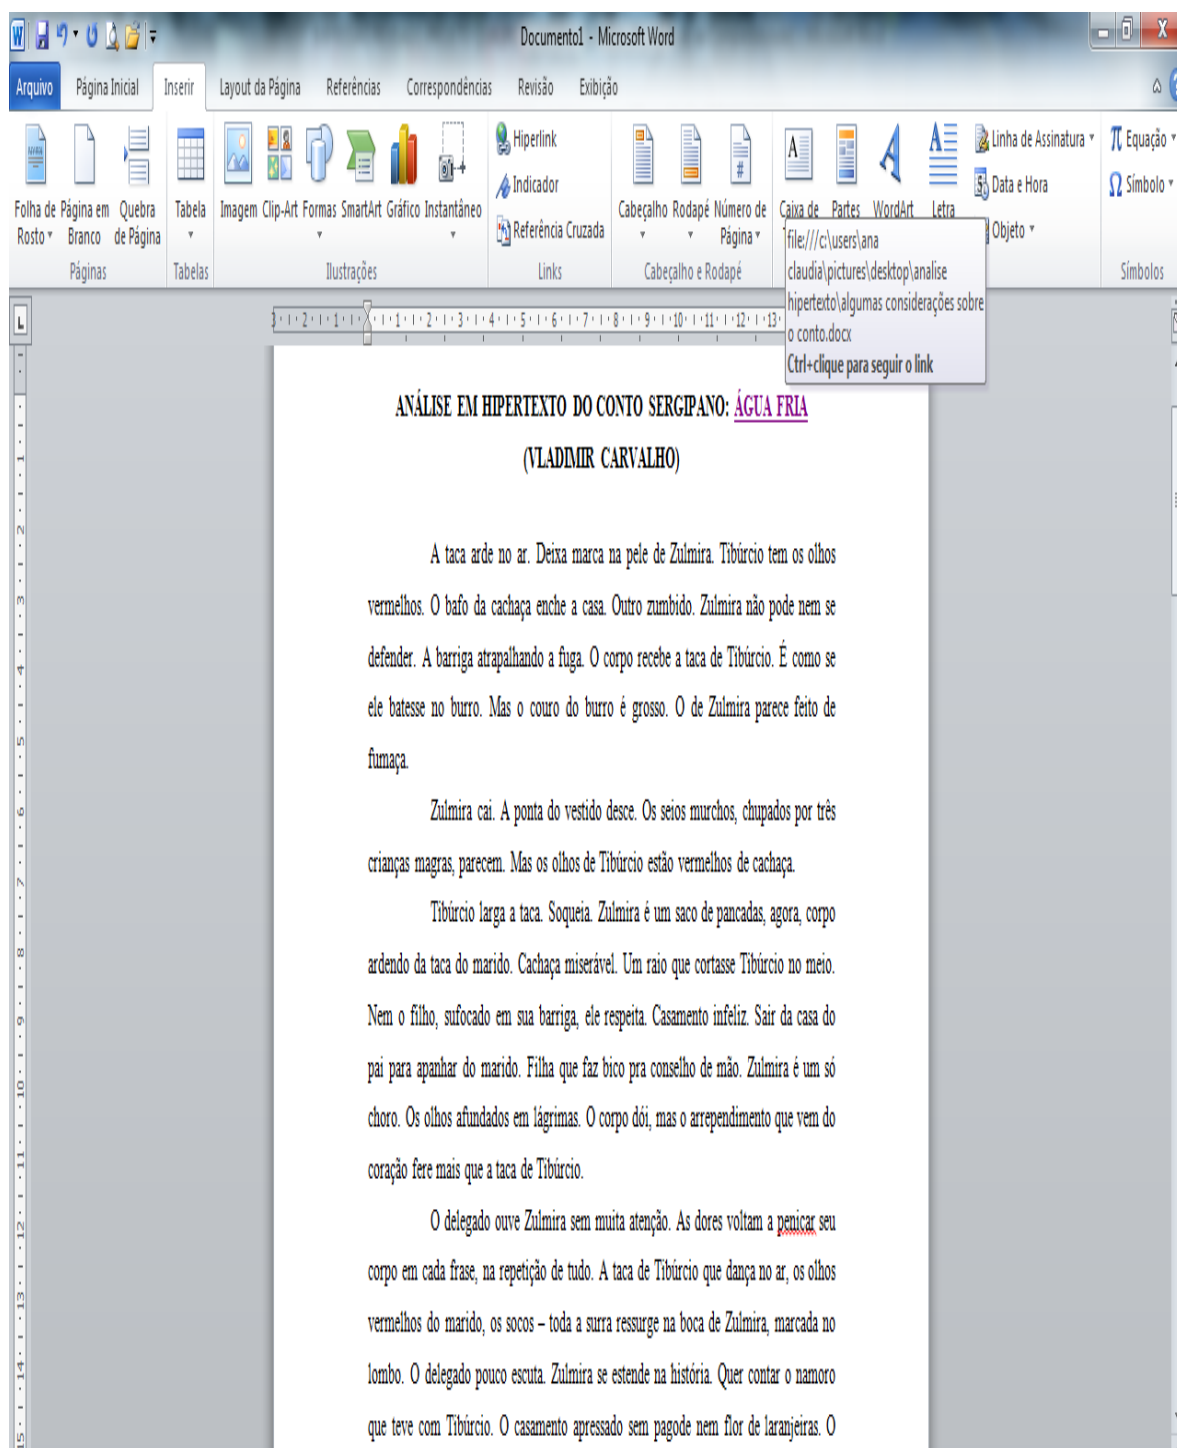 Documento1 - Microsoft Word
Arquivo Página Inicial Inserir Layout da Página Referências Correspondências Revisão Exibição
Folha de Rosto Página em Branco Quebra de Página Tabela Imagem Clip-Art Formas SmartArt Gráfico Instantâneo
Hiperlink
Indicador
Referência Cruzada
Cabeçalho Rodapé Número de Página
Caixa de Partes WordArt Letra
Linha de Assinatura
Data e Hora
Objeto
Equação
Símbolo
Páginas Tabelas Ilustrações Links Cabeçalho e Rodapé Símbolos
file:///c:\users\ana
claudia\pictures\desktop\analise
hipertexto\algumas considerações sobre
o conto.docx
Ctrl+clique para seguir o link
3 2 1 1 2 3 4 5 6 7 8 9 10 11 12 13
ANÁLISE EM HIPERTEXTO DO CONTO SERGIPANO: ÁGUA FRIA
(VLADIMIR CARVALHO)
A taca arde no ar. Deixa marca na pele de Zulmira. Tibúrcio tem os olhos
vermelhos. O bafo da cachaça enche a casa. Outro zumbido. Zulmira não pode nem se
defender. A barriga atrapalhando a fuga. O corpo recebe a taca de Tibúrcio. É como se
ele batesse no burro. Mas o couro do burro é grosso. O de Zulmira parece feito de
fumaça.
Zulmira cai. A ponta do vestido desce. Os seios murchos, chupados por três
crianças magras, parecem. Mas os olhos de Tibúrcio estão vermelhos de cachaça.
Tibúrcio larga a taca. Soqueia. Zulmira é um saco de pancadas, agora, corpo
ardendo da taca do marido. Cachaça miserável. Um raio que cortasse Tibúrcio no meio.
Nem o filho, sufocado em sua barriga, ele respeita. Casamento infeliz. Sair da casa do
pai para apanhar do marido. Filha que faz bico pra conselho de mão. Zulmira é um só
choro. Os olhos afundados em lágrimas. O corpo dói, mas o arrependimento que vem do
coração fere mais que a taca de Tibúrcio.
O delegado ouve Zulmira sem muita atenção. As dores voltam a penicar seu
corpo em cada frase, na repetição de tudo. A taca de Tibúrcio que dança no ar, os olhos
vermelhos do marido, os socos – toda a surra ressurge na boca de Zulmira, marcada no
lombo. O delegado pouco escuta. Zulmira se estende na história. Quer contar o namoro
que teve com Tibúrcio. O casamento apressado sem pagode nem flor de laranjeiras. O